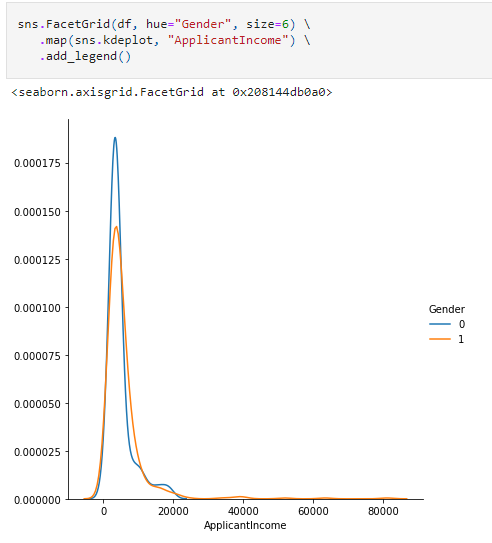 sns.FacetGrid(df, hue="Gender", size=6) \
.map(sns.kdeplot, "ApplicantIncome") \
.add_legend()
<seaborn.axisgrid.FacetGrid at 0x208144db0a0>
0.000175
0.000150
0.000125
0.000100
0.000075
0.000050
0.000025
0.000000
0 20000 40000 60000 80000
ApplicantIncome
Gender
0
1